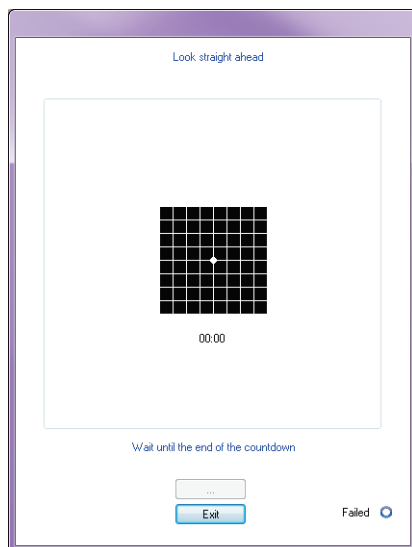 Look straight ahead
00:00
Wait until the end of the countdown
...
Exit
Failed